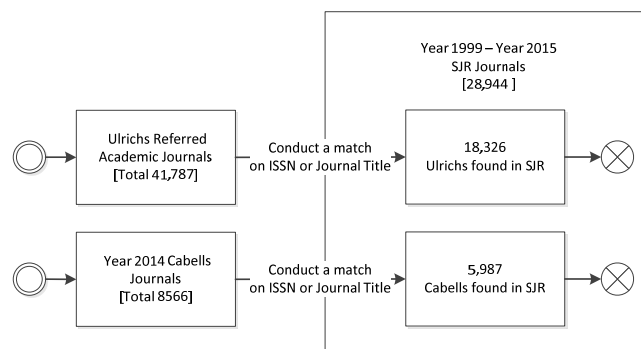 Year 1999 – Year 2015
SJR Journals
[28,944 ]
Ulrichs Referred
Academic Journals
[Total 41,787]
Conduct a match
on ISSN or Journal Title
18,326
Ulrichs found in SJR
Year 2014 Cabells
Journals
[Total 8566]
Conduct a match
on ISSN or Journal Title
5,987
Cabells found in SJR